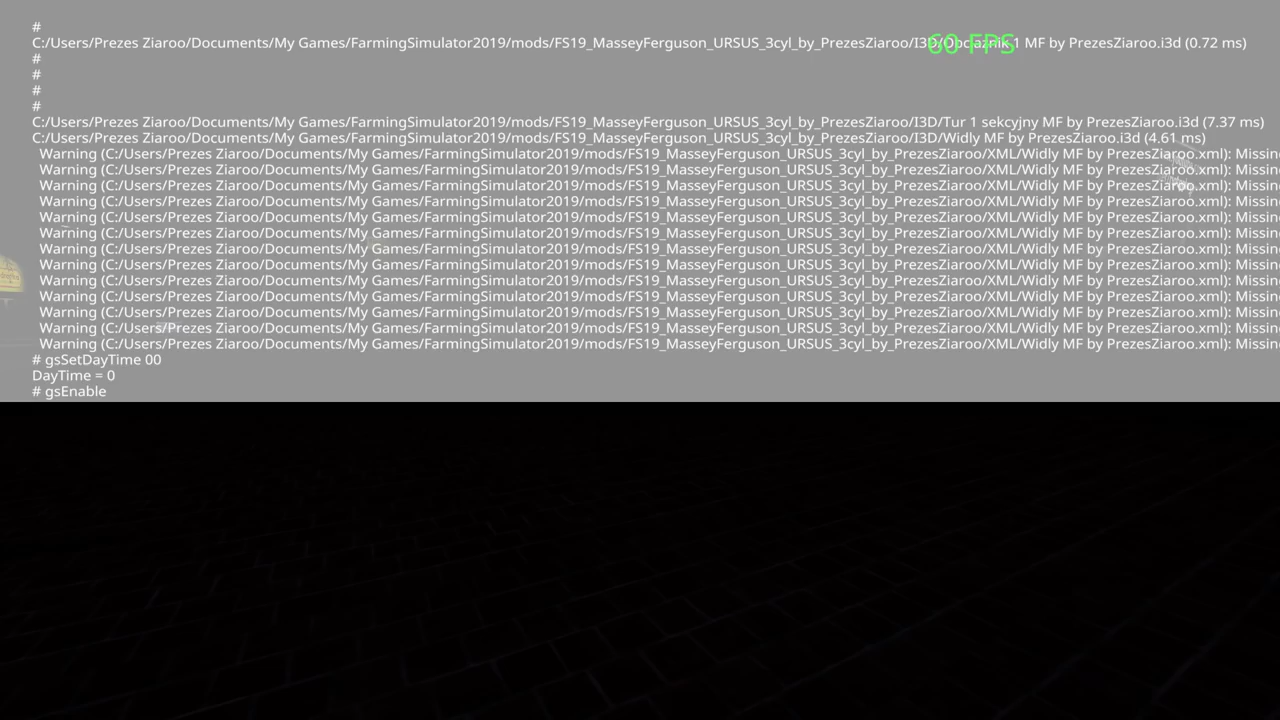 #
C:/Users/Prezes Ziaroo/Documents/My Games/FarmingSimulator2019/mods/FS19_MasseyFerguson_URSUS_3cyl_by_PrezesZiaroo/I3D/Obciaznik 1 MF by PrezesZiaroo.i3d (0.72 ms)
60 FPS
#
#
#
#
C:/Users/Prezes Ziaroo/Documents/My Games/FarmingSimulator2019/mods/FS19_MasseyFerguson_URSUS_3cyl_by_PrezesZiaroo/I3D/Tur 1 sekcyjny MF by PrezesZiaroo.i3d (7.37 ms)
C:/Users/Prezes Ziaroo/Documents/My Games/FarmingSimulator2019/mods/FS19_MasseyFerguson_URSUS_3cyl_by_PrezesZiaroo/I3D/Widly MF by PrezesZiaroo.i3d (4.61 ms)
Warning (C:/Users/Prezes Ziaroo/Documents/My Games/FarmingSimulator2019/mods/FS19_MasseyFerguson_URSUS_3cyl_by_PrezesZiaroo/XML/Widly MF by PrezesZiaroo.xml): Missin
Warning (C:/Users/Prezes Ziaroo/Documents/My Games/FarmingSimulator2019/mods/FS19_MasseyFerguson_URSUS_3cyl_by_PrezesZiaroo/XML/Widly MF by PrezesZiaroo.xml): Missin
Warning (C:/Users/Prezes Ziaroo/Documents/My Games/FarmingSimulator2019/mods/FS19_MasseyFerguson_URSUS_3cyl_by_PrezesZiaroo/XML/Widly MF by PrezesZiaroo.xml): Missin
Warning (C:/Users/Prezes Ziaroo/Documents/My Games/FarmingSimulator2019/mods/FS19_MasseyFerguson_URSUS_3cyl_by_PrezesZiaroo/XML/Widly MF by PrezesZiaroo.xml): Missin
Warning (C:/Users/Prezes Ziaroo/Documents/My Games/FarmingSimulator2019/mods/FS19_MasseyFerguson_URSUS_3cyl_by_PrezesZiaroo/XML/Widly MF by PrezesZiaroo.xml): Missin
Warning (C:/Users/Prezes Ziaroo/Documents/My Games/FarmingSimulator2019/mods/FS19_MasseyFerguson_URSUS_3cyl_by_PrezesZiaroo/XML/Widly MF by PrezesZiaroo.xml): Missin
Warning (C:/Users/Prezes Ziaroo/Documents/My Games/FarmingSimulator2019/mods/FS19_MasseyFerguson_URSUS_3cyl_by_PrezesZiaroo/XML/Widly MF by PrezesZiaroo.xml): Missin
Warning (C:/Users/Prezes Ziaroo/Documents/My Games/FarmingSimulator2019/mods/FS19_MasseyFerguson_URSUS_3cyl_by_PrezesZiaroo/XML/Widly MF by PrezesZiaroo.xml): Missin
Warning (C:/Users/Prezes Ziaroo/Documents/My Games/FarmingSimulator2019/mods/FS19_MasseyFerguson_URSUS_3cyl_by_PrezesZiaroo/XML/Widly MF by PrezesZiaroo.xml): Missin
Warning (C:/Users/Prezes Ziaroo/Documents/My Games/FarmingSimulator2019/mods/FS19_MasseyFerguson_URSUS_3cyl_by_PrezesZiaroo/XML/Widly MF by PrezesZiaroo.xml): Missin
Warning (C:/Users/Prezes Ziaroo/Documents/My Games/FarmingSimulator2019/mods/FS19_MasseyFerguson_URSUS_3cyl_by_PrezesZiaroo/XML/Widly MF by PrezesZiaroo.xml): Missin
Warning (C:/Users/Prezes Ziaroo/Documents/My Games/FarmingSimulator2019/mods/FS19_MasseyFerguson_URSUS_3cyl_by_PrezesZiaroo/XML/Widly MF by PrezesZiaroo.xml): Missin
Warning (C:/Users/Prezes Ziaroo/Documents/My Games/FarmingSimulator2019/mods/FS19_MasseyFerguson_URSUS_3cyl_by_PrezesZiaroo/XML/Widly MF by PrezesZiaroo.xml): Missin
# gsSetDayTime 00
DayTime = 0
# gsEnable